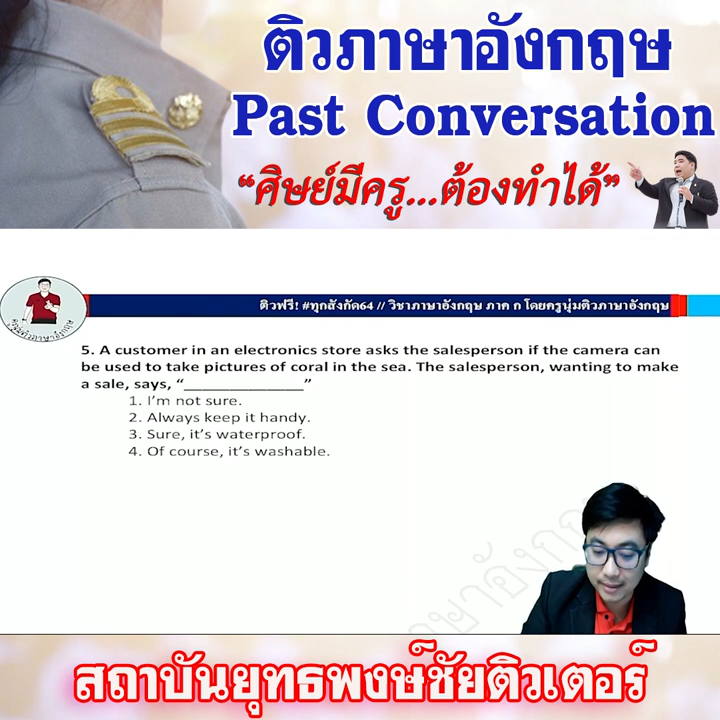 ติวภาษาอังกฤษ
Past Conversation
“ศิษย์มีครู...ต้องทำได้”
ติวฟรี! #ทุกสังกัด64 // วิชาภาษาอังกฤษ ภาค ก โดยครูนุ่มติวภาษาอังกฤษ
5. A customer in an electronics store asks the salesperson if the camera can
be used to take pictures of coral in the sea. The salesperson, wanting to make
a sale, says, “______________”
1. I’m not sure.
2. Always keep it handy.
3. Sure, it’s waterproof.
4. Of course, it’s washable.
สถาบันยุทธพงษ์ชัยติวเตอร์